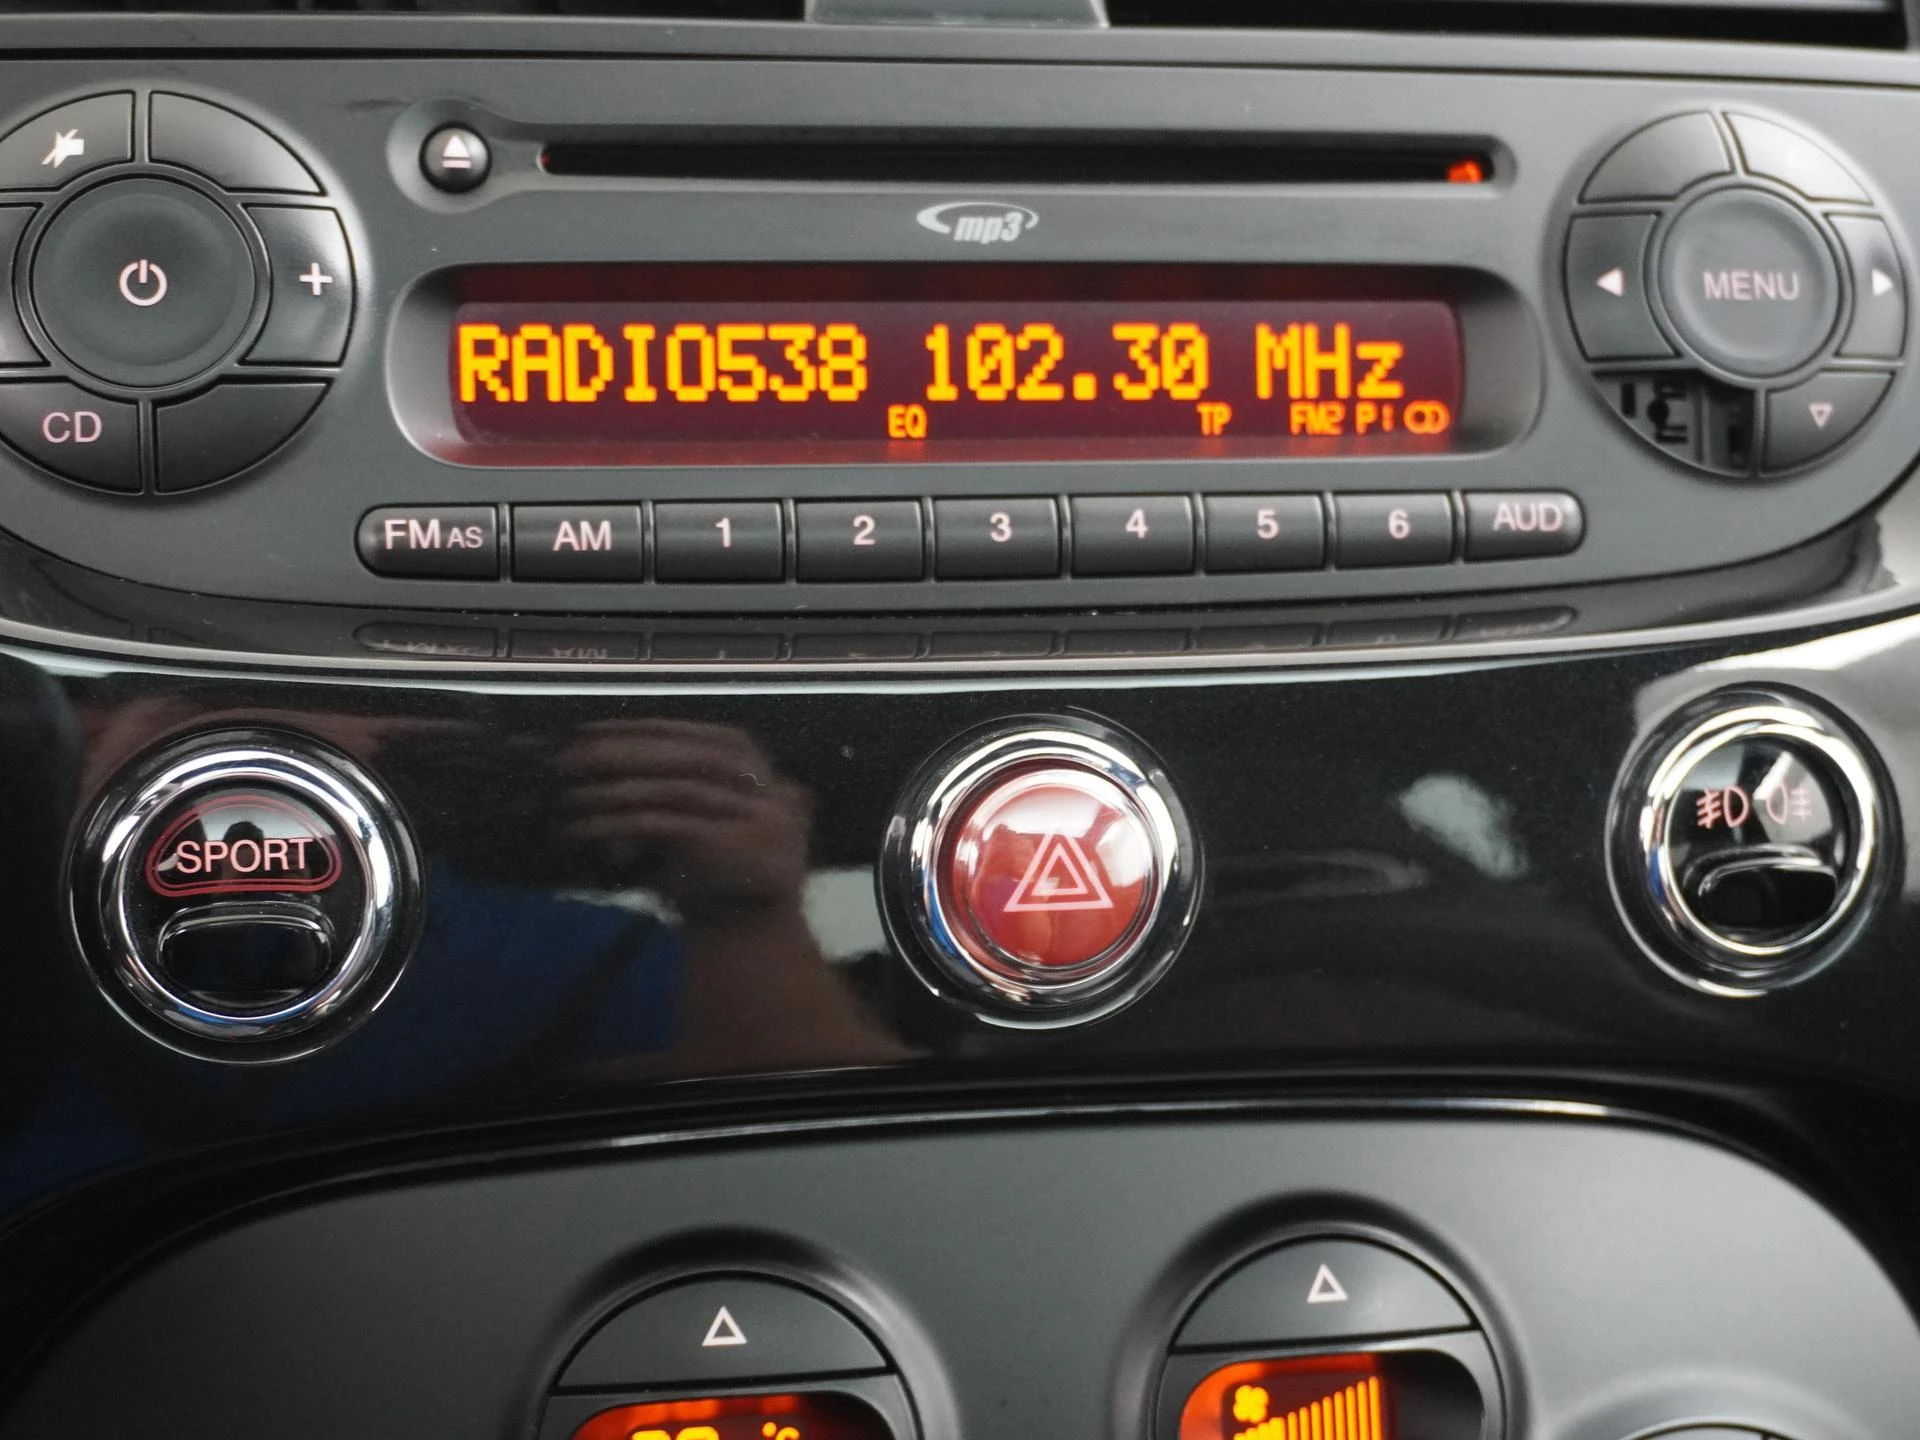 mp3
RADIO538 102.30 MHz
EQ TP FM2 P!
MENU
CD
FM AS AM 1 2 3 4 5 6 AUD
SPORT
°C